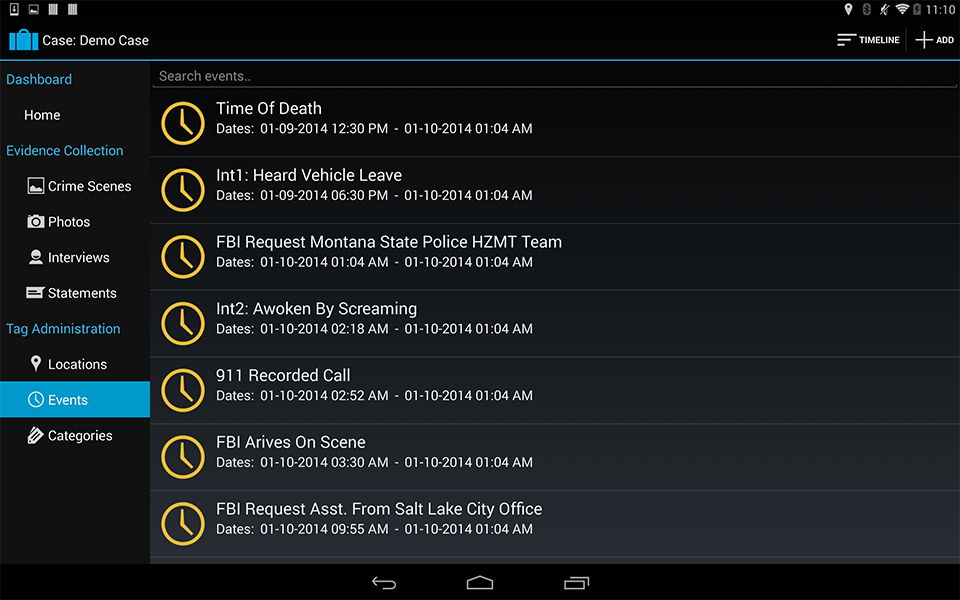 11:10
Case: Demo Case
TIMELINE
ADD
Dashboard
Home
Evidence Collection
Crime Scenes
Photos
Interviews
Statements
Tag Administration
Locations
Events
Categories
Search events..
Time Of Death
Dates: 01-09-2014 12:30 PM - 01-10-2014 01:04 AM
Int1: Heard Vehicle Leave
Dates: 01-09-2014 06:30 PM - 01-10-2014 01:04 AM
FBI Request Montana State Police HZMT Team
Dates: 01-10-2014 01:04 AM - 01-10-2014 01:04 AM
Int2: Awoken By Screaming
Dates: 01-10-2014 02:18 AM - 01-10-2014 01:04 AM
911 Recorded Call
Dates: 01-10-2014 02:52 AM - 01-10-2014 01:04 AM
FBI Arives On Scene
Dates: 01-10-2014 03:30 AM - 01-10-2014 01:04 AM
FBI Request Asst. From Salt Lake City Office
Dates: 01-10-2014 09:55 AM - 01-10-2014 01:04 AM